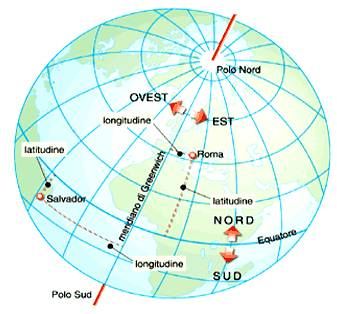 Polo Nord
OVEST
EST
longitudine
latitudine
Roma
meridiano di Greenwich
latitudine
Salvador
NORD
Equatore
longitudine
SUD
Polo Sud